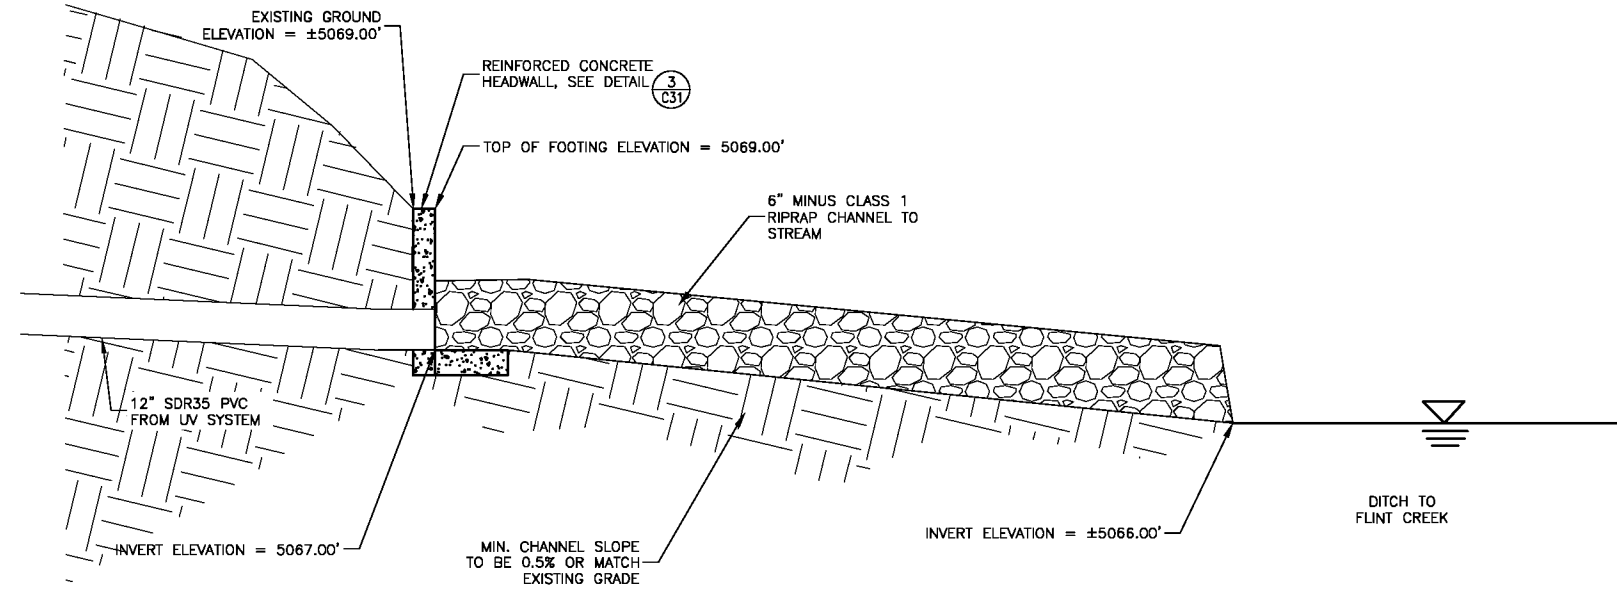 EXISTING GROUND
ELEVATION = ±5069.00'
REINFORCED CONCRETE
HEADWALL, SEE DETAIL
3
C31
TOP OF FOOTING ELEVATION = 5069.00'
6" MINUS CLASS 1
RIPRAP CHANNEL TO
STREAM
12" SDR35 PVC
FROM UV SYSTEM
INVERT ELEVATION = 5067.00'
MIN. CHANNEL SLOPE
TO BE 0.5% OR MATCH
EXISTING GRADE
INVERT ELEVATION = ±5066.00'
DITCH TO
FLINT CREEK